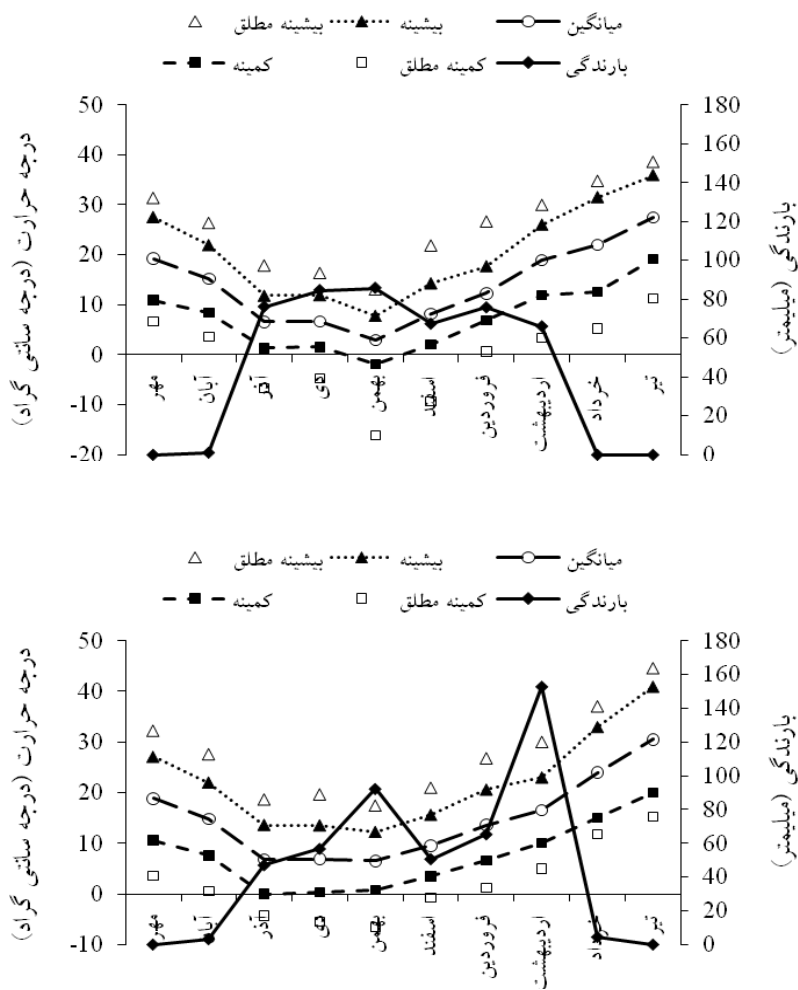 میانگین بیشینه بیشینه مطلق
بارندگی کمینه مطلق کمینه
درجه حرارت (درجه سانتی گراد)
50
40
30
20
10
0
-10
-20
180
160
140
120
100
80
60
40
20
0
بارندگی (میلیمتر)
مهر
آبان
آذر
دی
بهمن
اسفند
فروردین
اردیبهشت
خرداد
تیر
میانگین بیشینه بیشینه مطلق
بارندگی کمینه مطلق کمینه
درجه حرارت (درجه سانتی گراد)
50
40
30
20
10
0
-10
180
160
140
120
100
80
60
40
20
0
بارندگی (میلیمتر)
مهر
آبان
آذر
دی
بهمن
اسفند
فروردین
اردیبهشت
خرداد
تیر